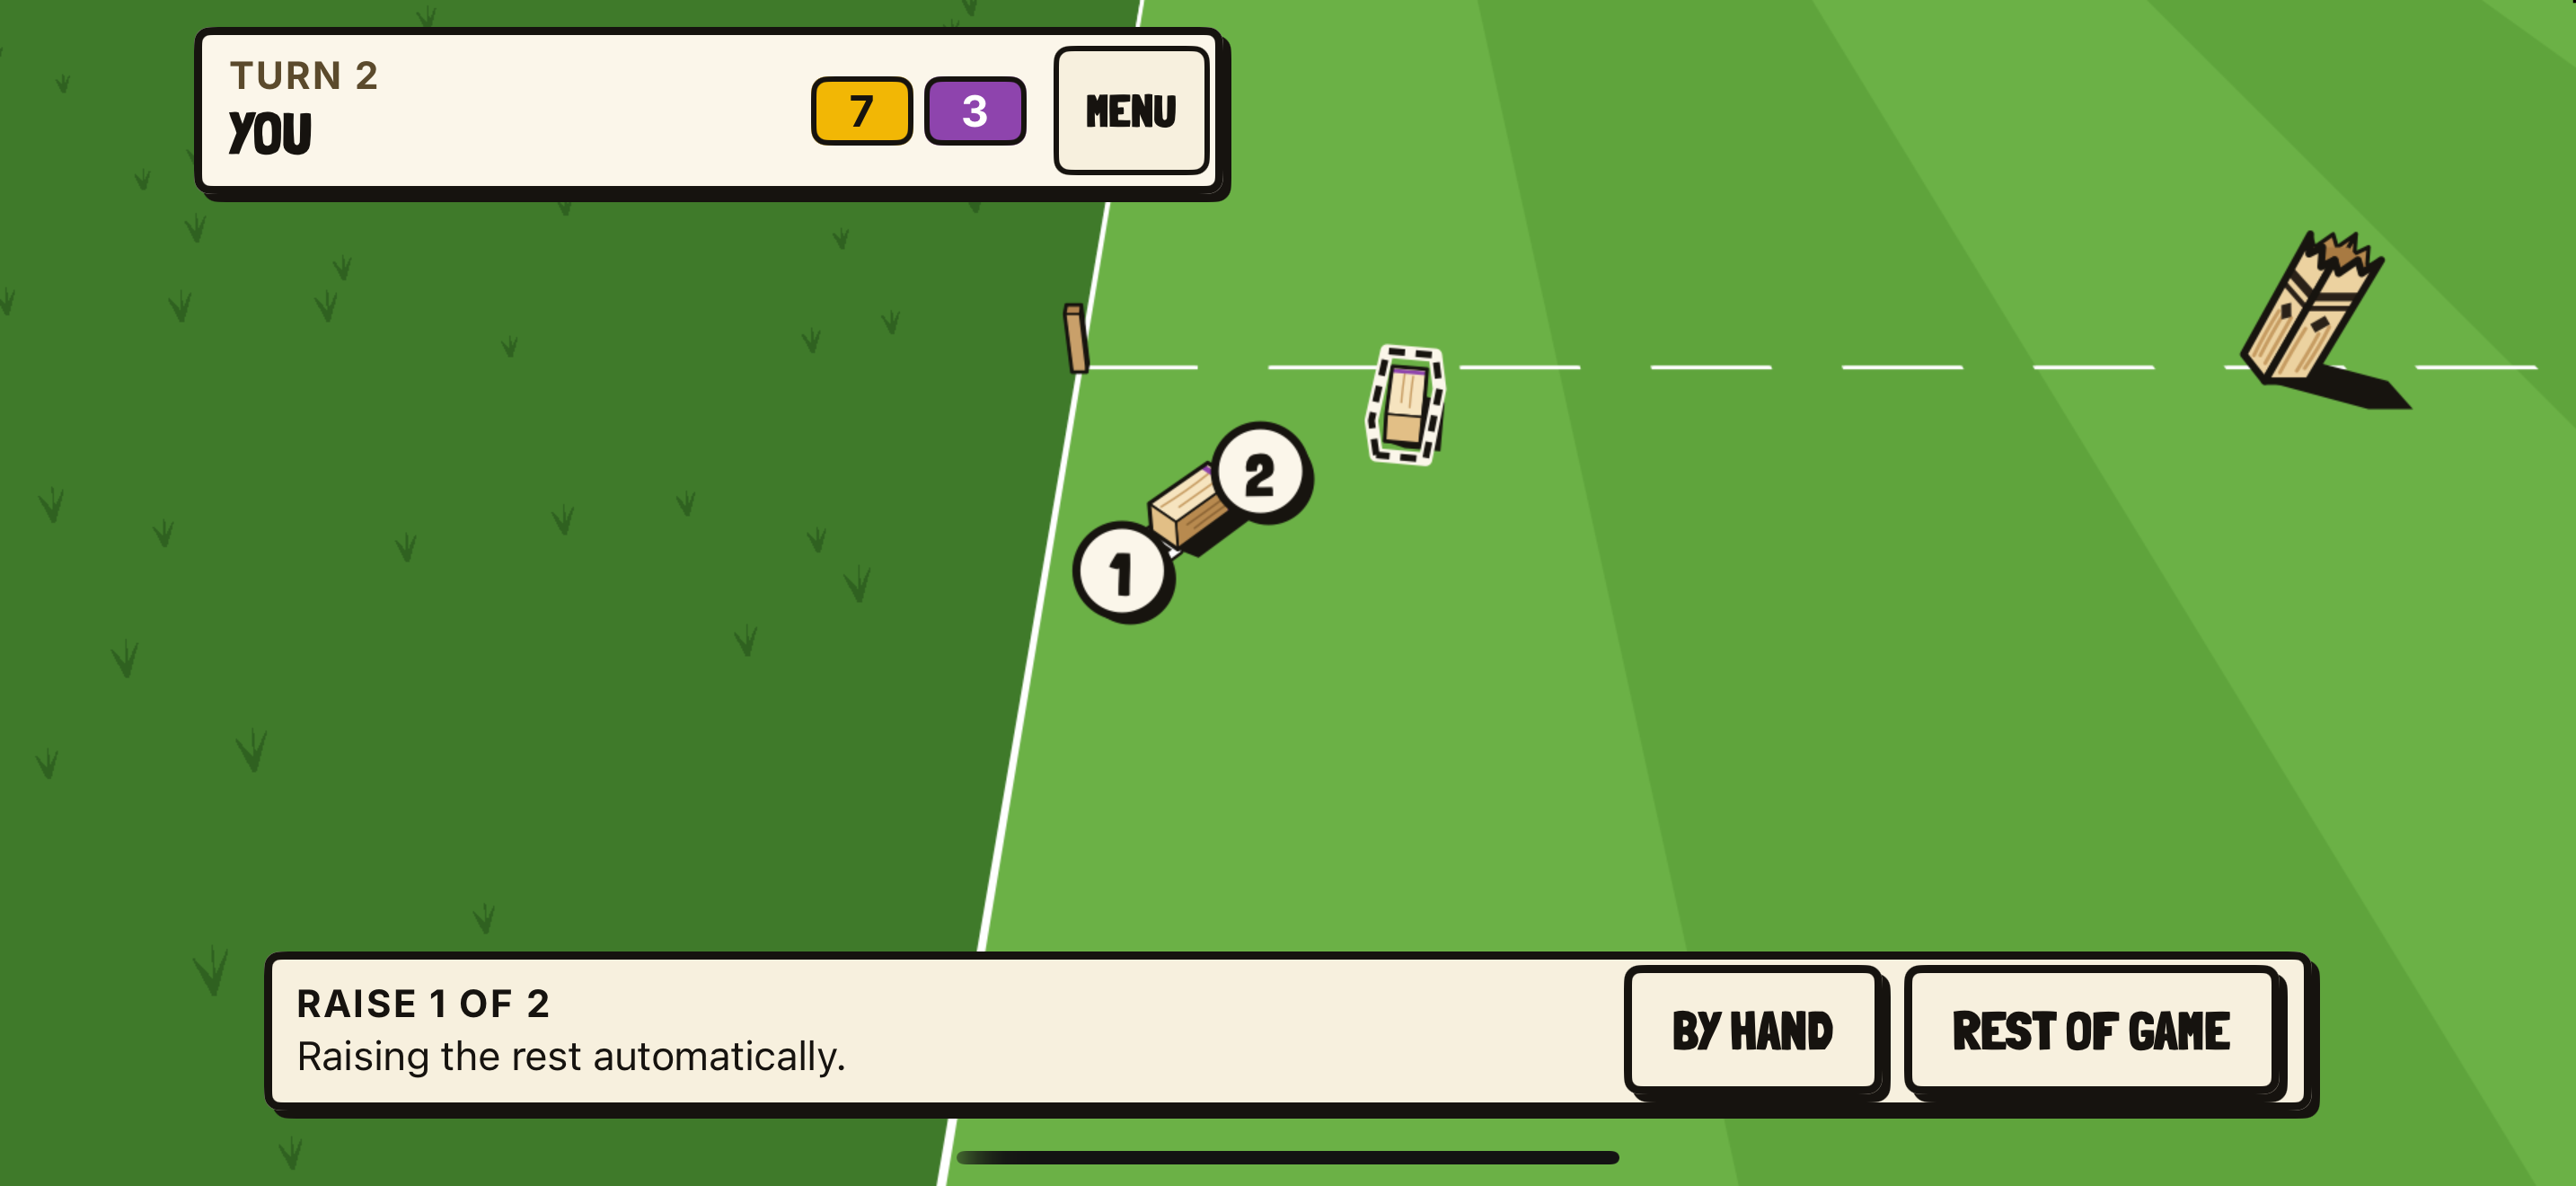 TURN 2
YOU
7
3
MENU
2
1
RAISE 1 OF 2
Raising the rest automatically.
BY HAND
REST OF GAME